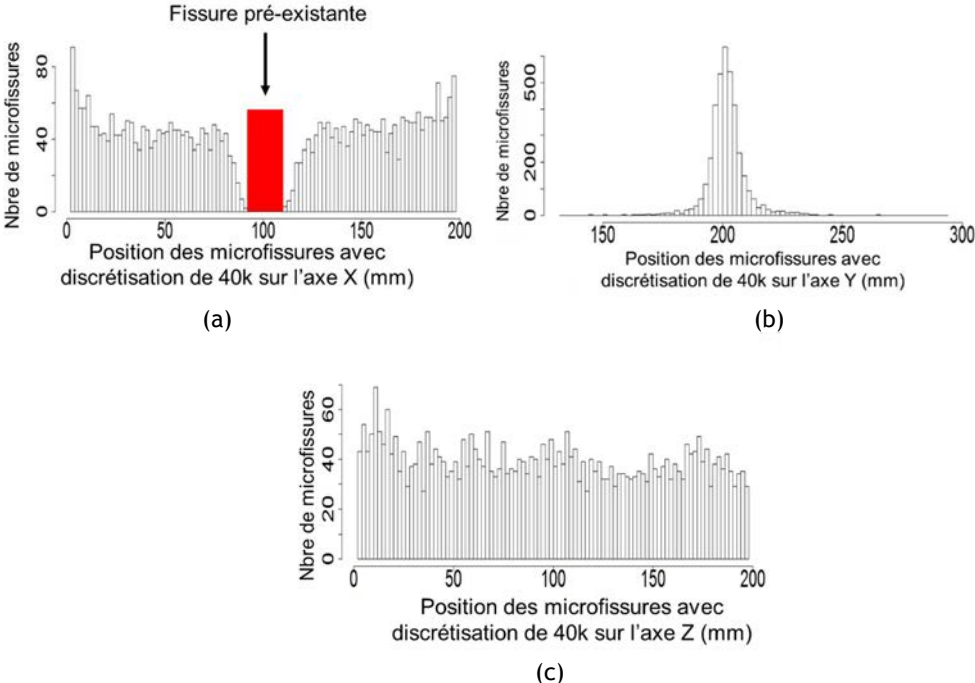 Fissure pré-existante
Nbre de microfissures
0 40 80
0 50 100 150 200
Position des microfissures avec
discrétisation de 40k sur l'axe X (mm)
(a)
Nbre de microfissures
0 200 500
150 200 250 300
Position des microfissures avec
discrétisation de 40k sur l'axe Y (mm)
(b)
Nbre de microfissures
0 20 40 60
0 50 100 150 200
Position des microfissures avec
discrétisation de 40k sur l'axe Z (mm)
(c)